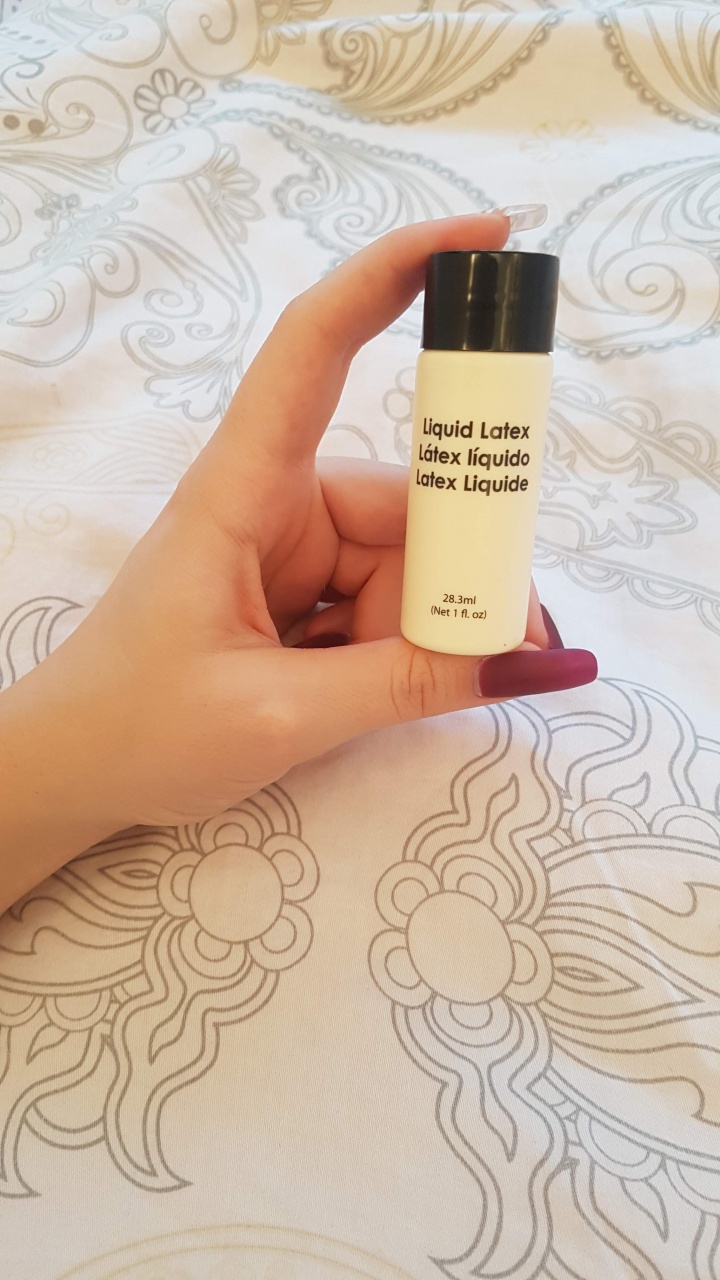 Liquid Latex
Látex líquido
Latex Liquide
28.3ml
(Net 1 fl. oz)